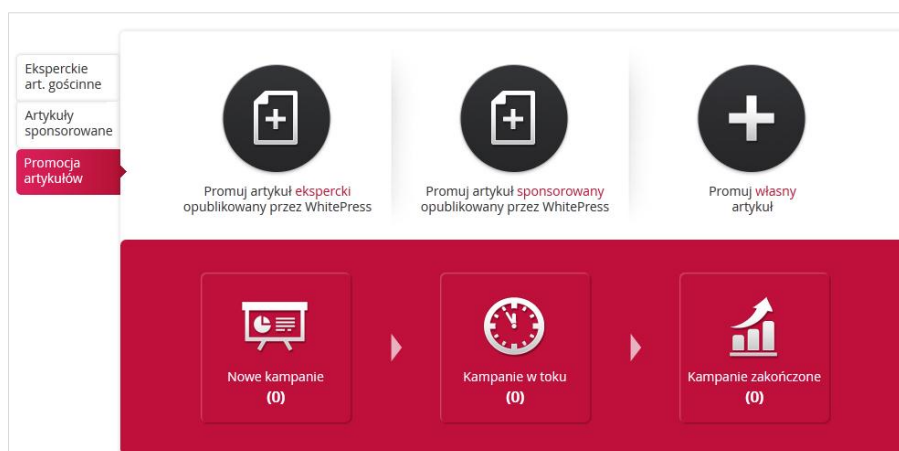 Eksperckie
art. gościnne
Artykuły
sponsorowane
Promocja
artykułów
Promuj artykuł ekspercki
opublikowany przez WhitePress
Promuj artykuł sponsorowany
opublikowany przez WhitePress
Promuj własny
artykuł
Nowe kampanie
(0)
Kampanie w toku
(0)
Kampanie zakończone
(0)